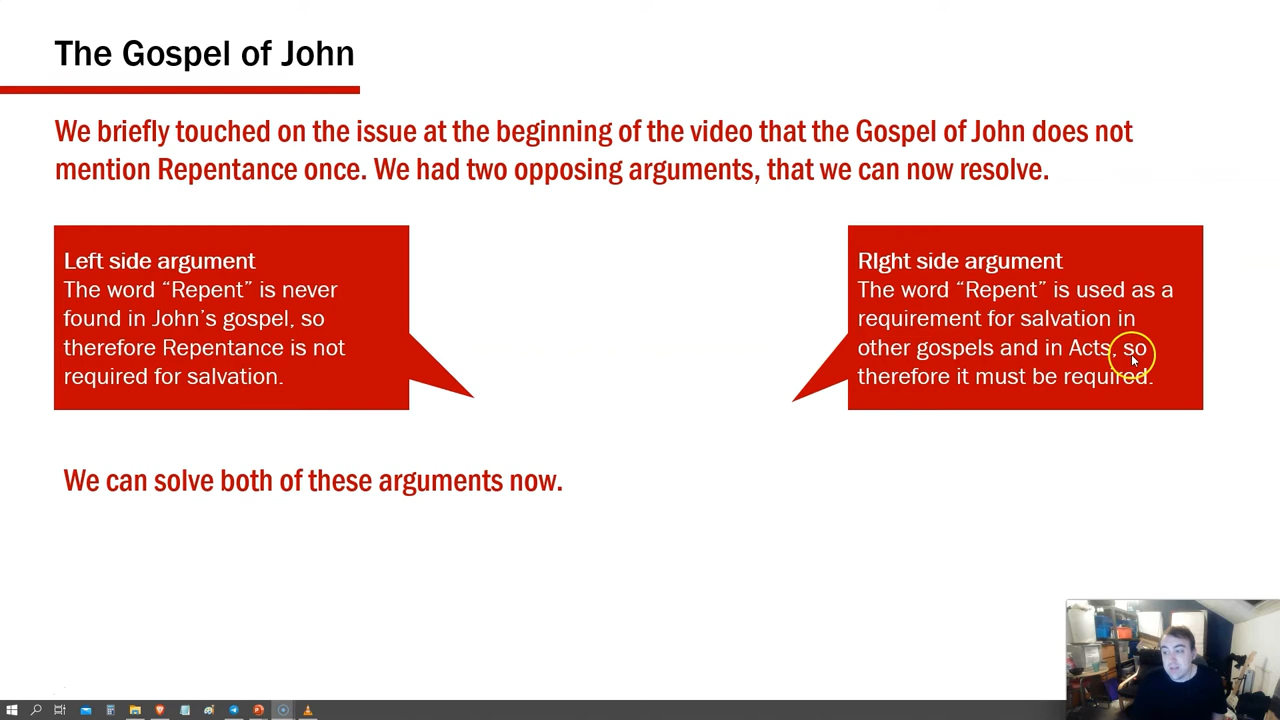 The Gospel of John
We briefly touched on the issue at the beginning of the video that the Gospel of John does not
mention Repentance once. We had two opposing arguments, that we can now resolve.
Left side argument
The word “Repent” is never
found in John’s gospel, so
therefore Repentance is not
required for salvation.
RIght side argument
The word “Repent” is used as a
requirement for salvation in
other gospels and in Acts, so
therefore it must be required.
We can solve both of these arguments now.